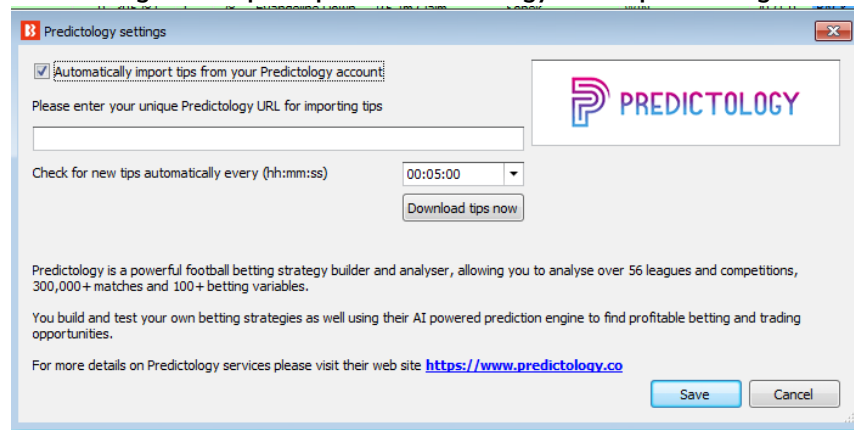 Predictology settings
Automatically import tips from your Predictology account
Please enter your unique Predictology URL for importing tips
PREDICTOLOGY
Check for new tips automatically every (hh:mm:ss)
00:05:00
Download tips now
Predictology is a powerful football betting strategy builder and analyser, allowing you to analyse over 56 leagues and competitions,
300,000+ matches and 100+ betting variables.
You build and test your own betting strategies as well using their AI powered prediction engine to find profitable betting and trading
opportunities.
For more details on Predictology services please visit their web site https://www.predictology.co
Save
Cancel